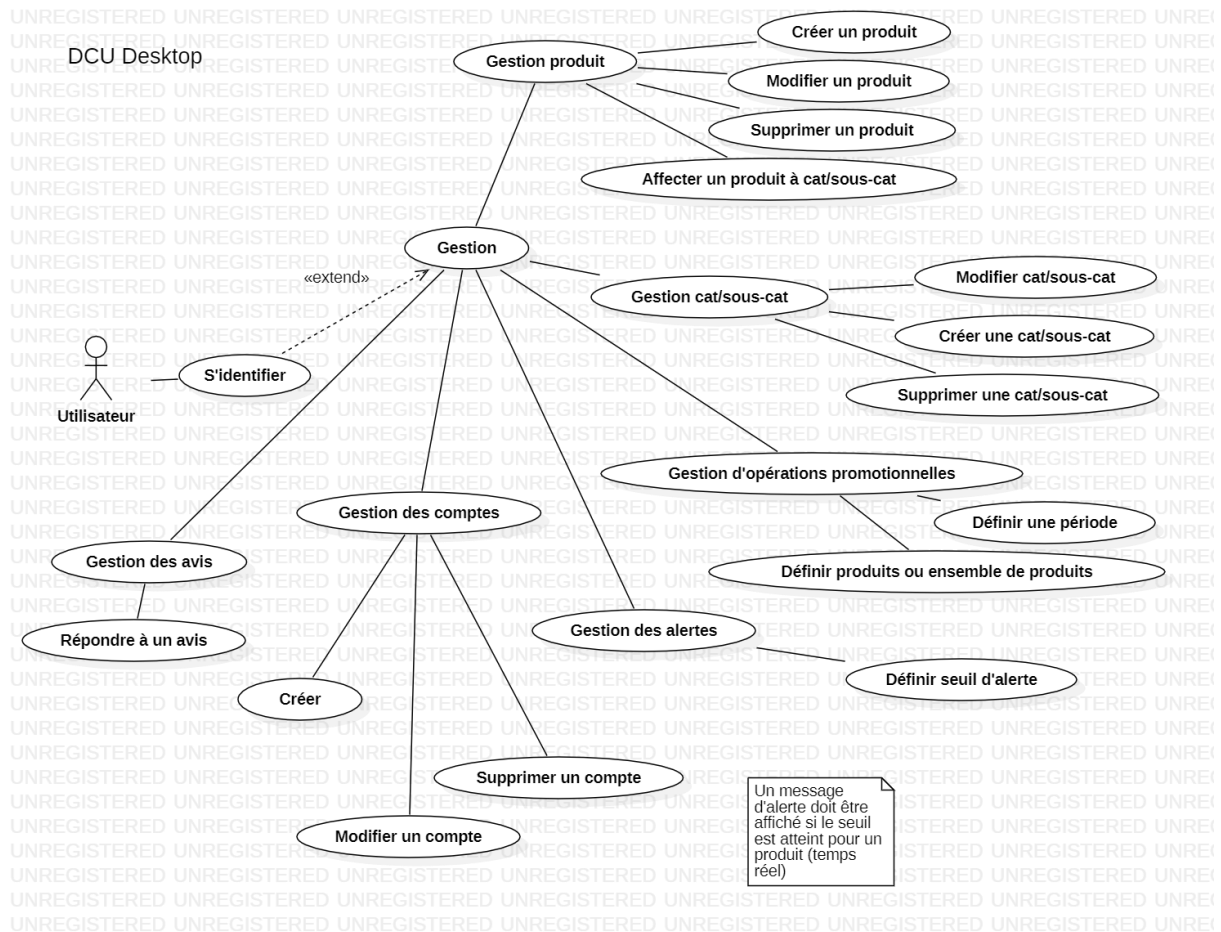 DCU Desktop
Créer un produit
Gestion produit
Modifier un produit
Supprimer un produit
Affecter un produit à cat/sous-cat
Gestion
«extend»
Gestion cat/sous-cat
Modifier cat/sous-cat
Créer une cat/sous-cat
Supprimer une cat/sous-cat
S'identifier
Utilisateur
Gestion d'opérations promotionnelles
Définir une période
Définir produits ou ensemble de produits
Gestion des comptes
Gestion des avis
Répondre à un avis
Gestion des alertes
Définir seuil d'alerte
Créer
Supprimer un compte
Modifier un compte
Un message
d'alerte doit être
affiché si le seuil
est atteint pour un
produit (temps
réel)
UNREGISTERED